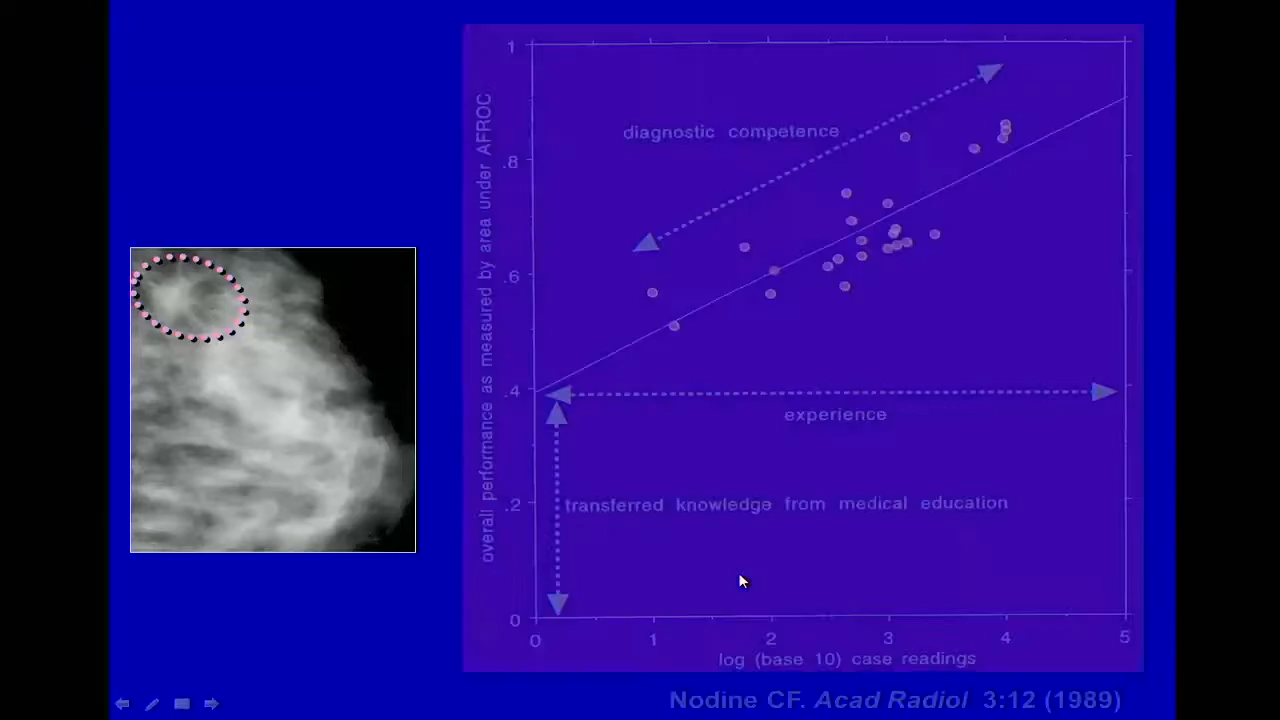 overall performance as measured by area under AFROC
1
.8
.6
.4
.2
0
diagnostic competence
experience
transferred knowledge from medical education
0 1 2 3 4 5
log (base 10) case readings
Nodine CF. Acad Radiol 3:12 (1989)